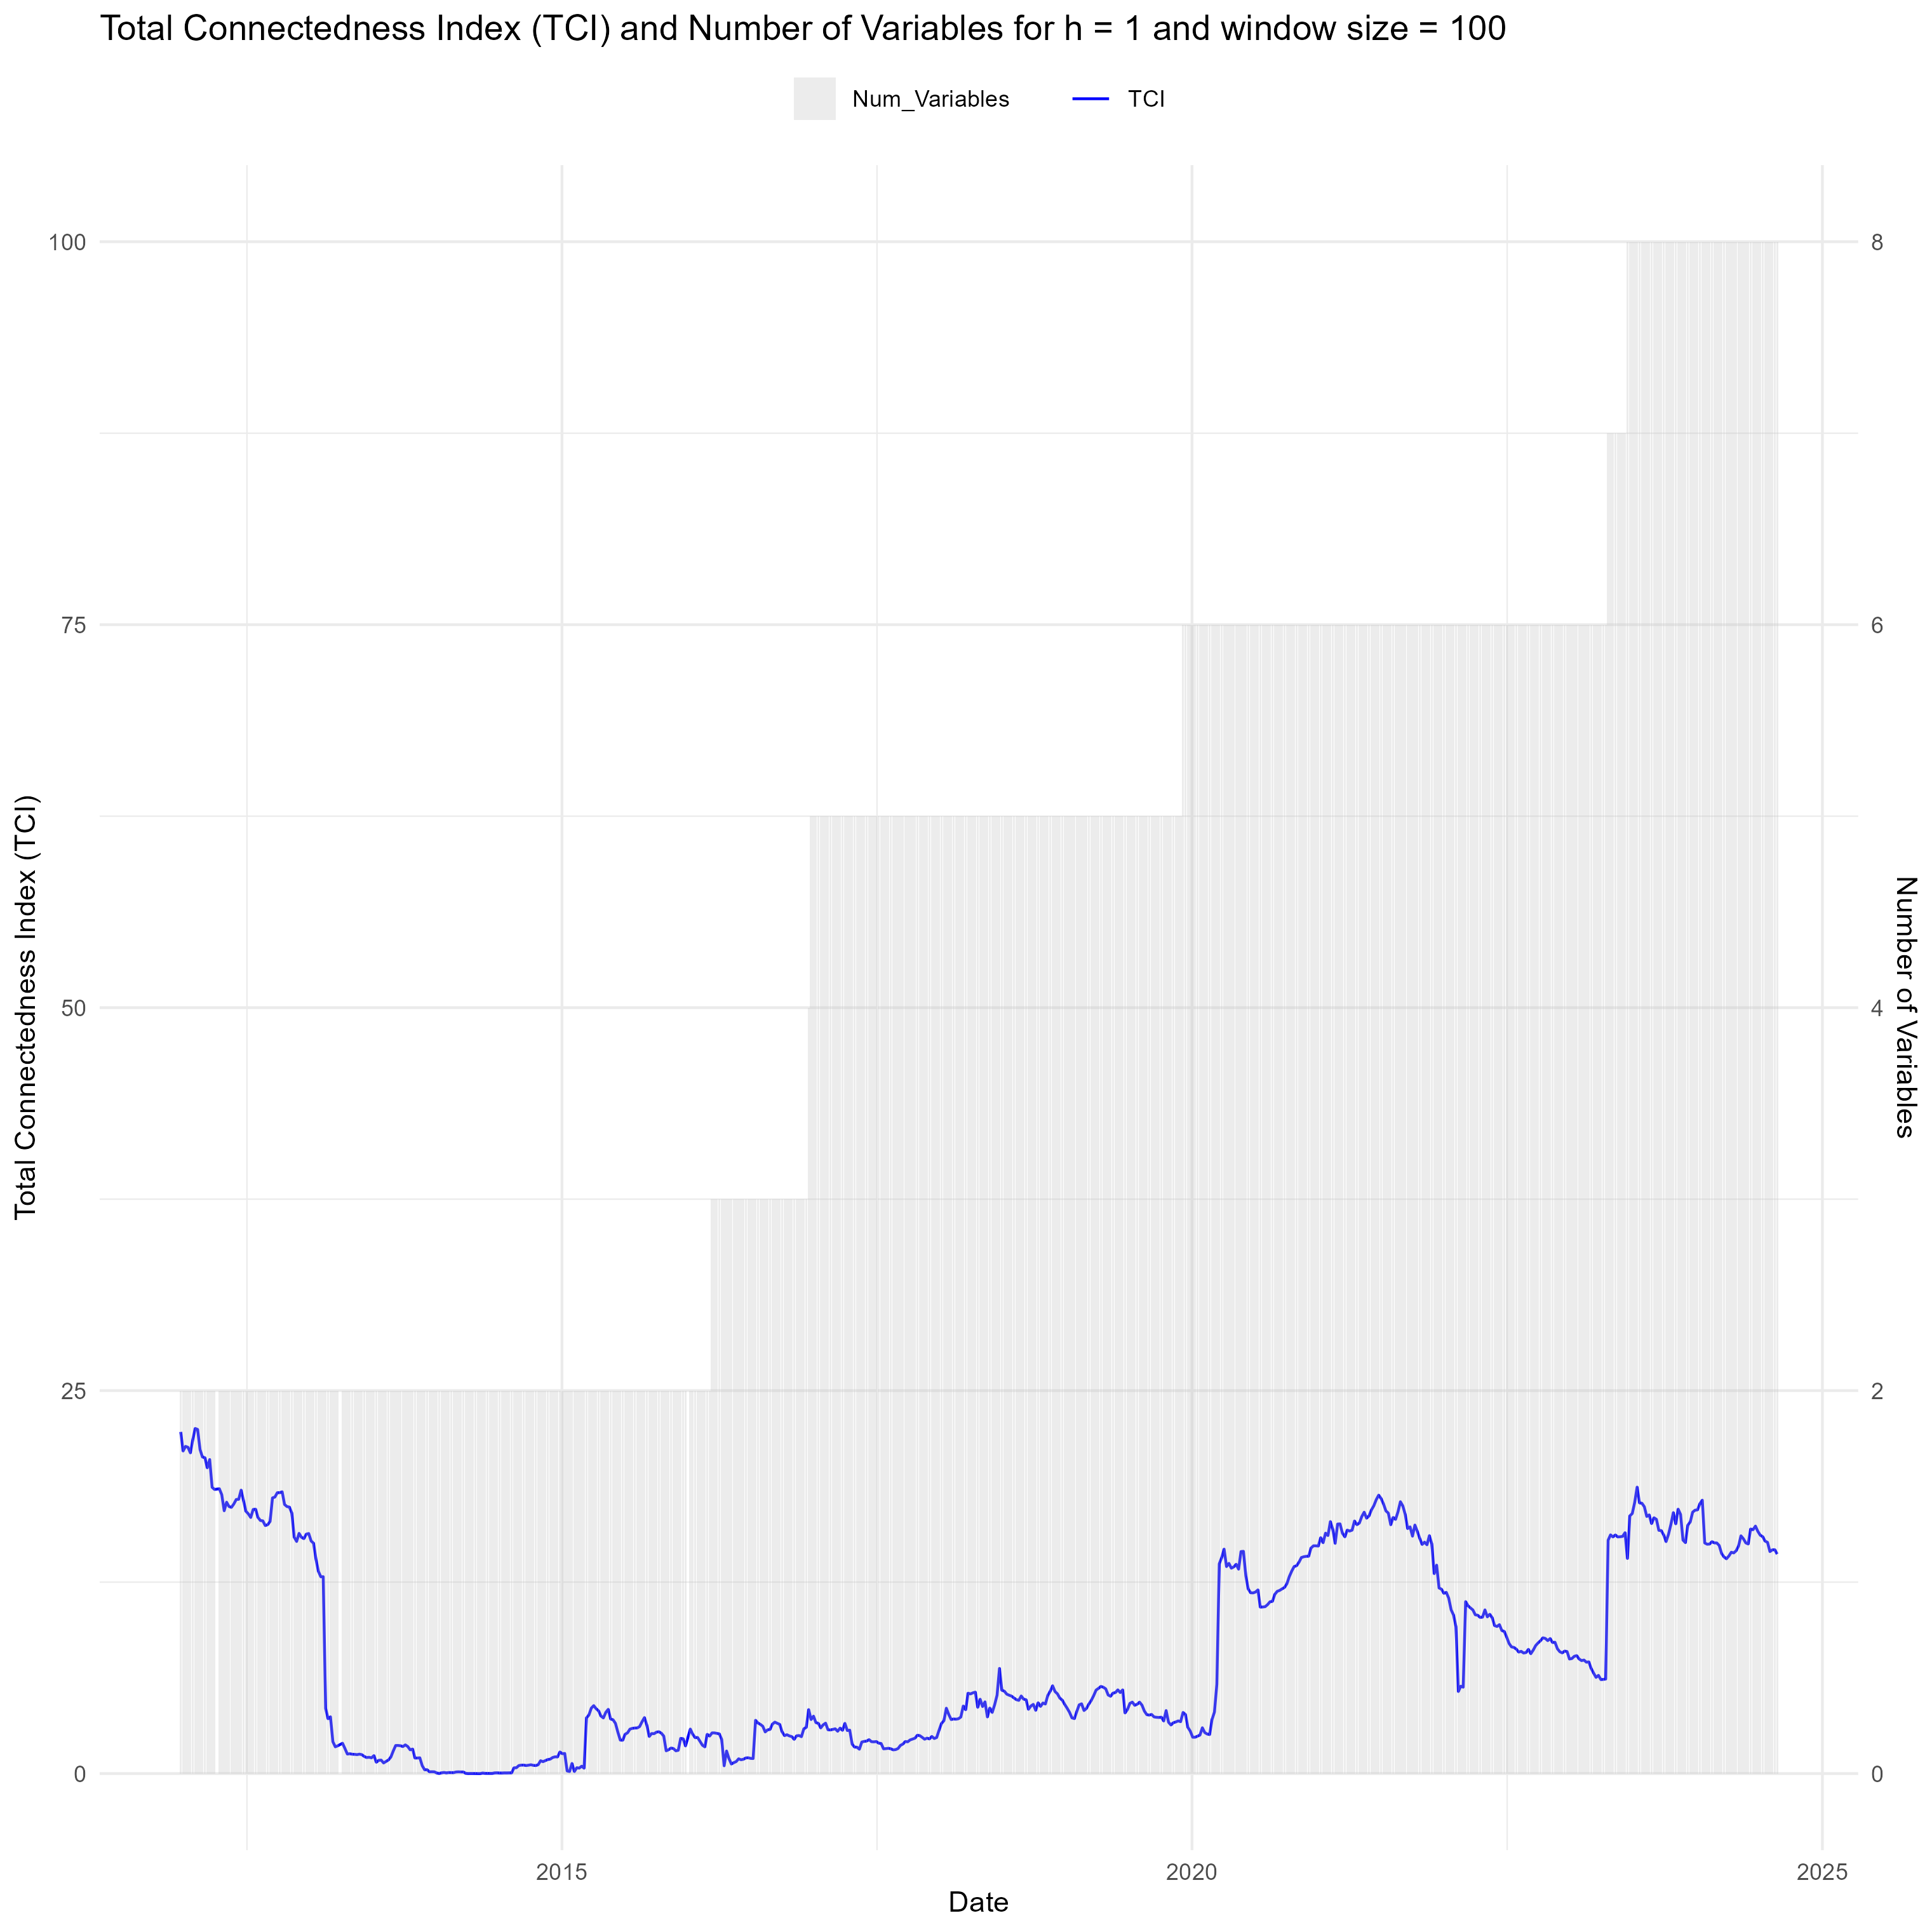 Total Connectedness Index (TCI) and Number of Variables for h = 1 and window size = 100
Num_Variables
TCI
Total Connectedness Index (TCI)
100
75
50
25
0
8
6
4
2
0
Number of Variables
2015
2020
2025
Date